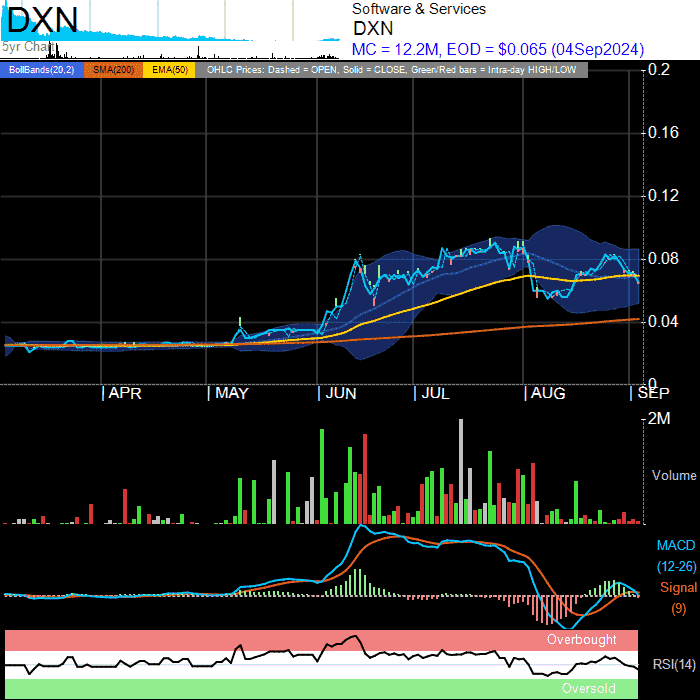 DXN
5yr Chart
Software & Services
DXN
MC = 12.2M, EOD = $0.065 (04Sep2024)
BollBands(20,2) SMA(200) EMA(50) OHLC Prices: Dashed = OPEN, Solid = CLOSE, Green/Red bars = Intra-day HIGH/LOW
0.2
0.16
0.12
0.08
0.04
0
APR MAY JUN JUL AUG SEP
2M
Volume
MACD
(12-26)
Signal
(9)
Overbought
RSI(14)
Oversold